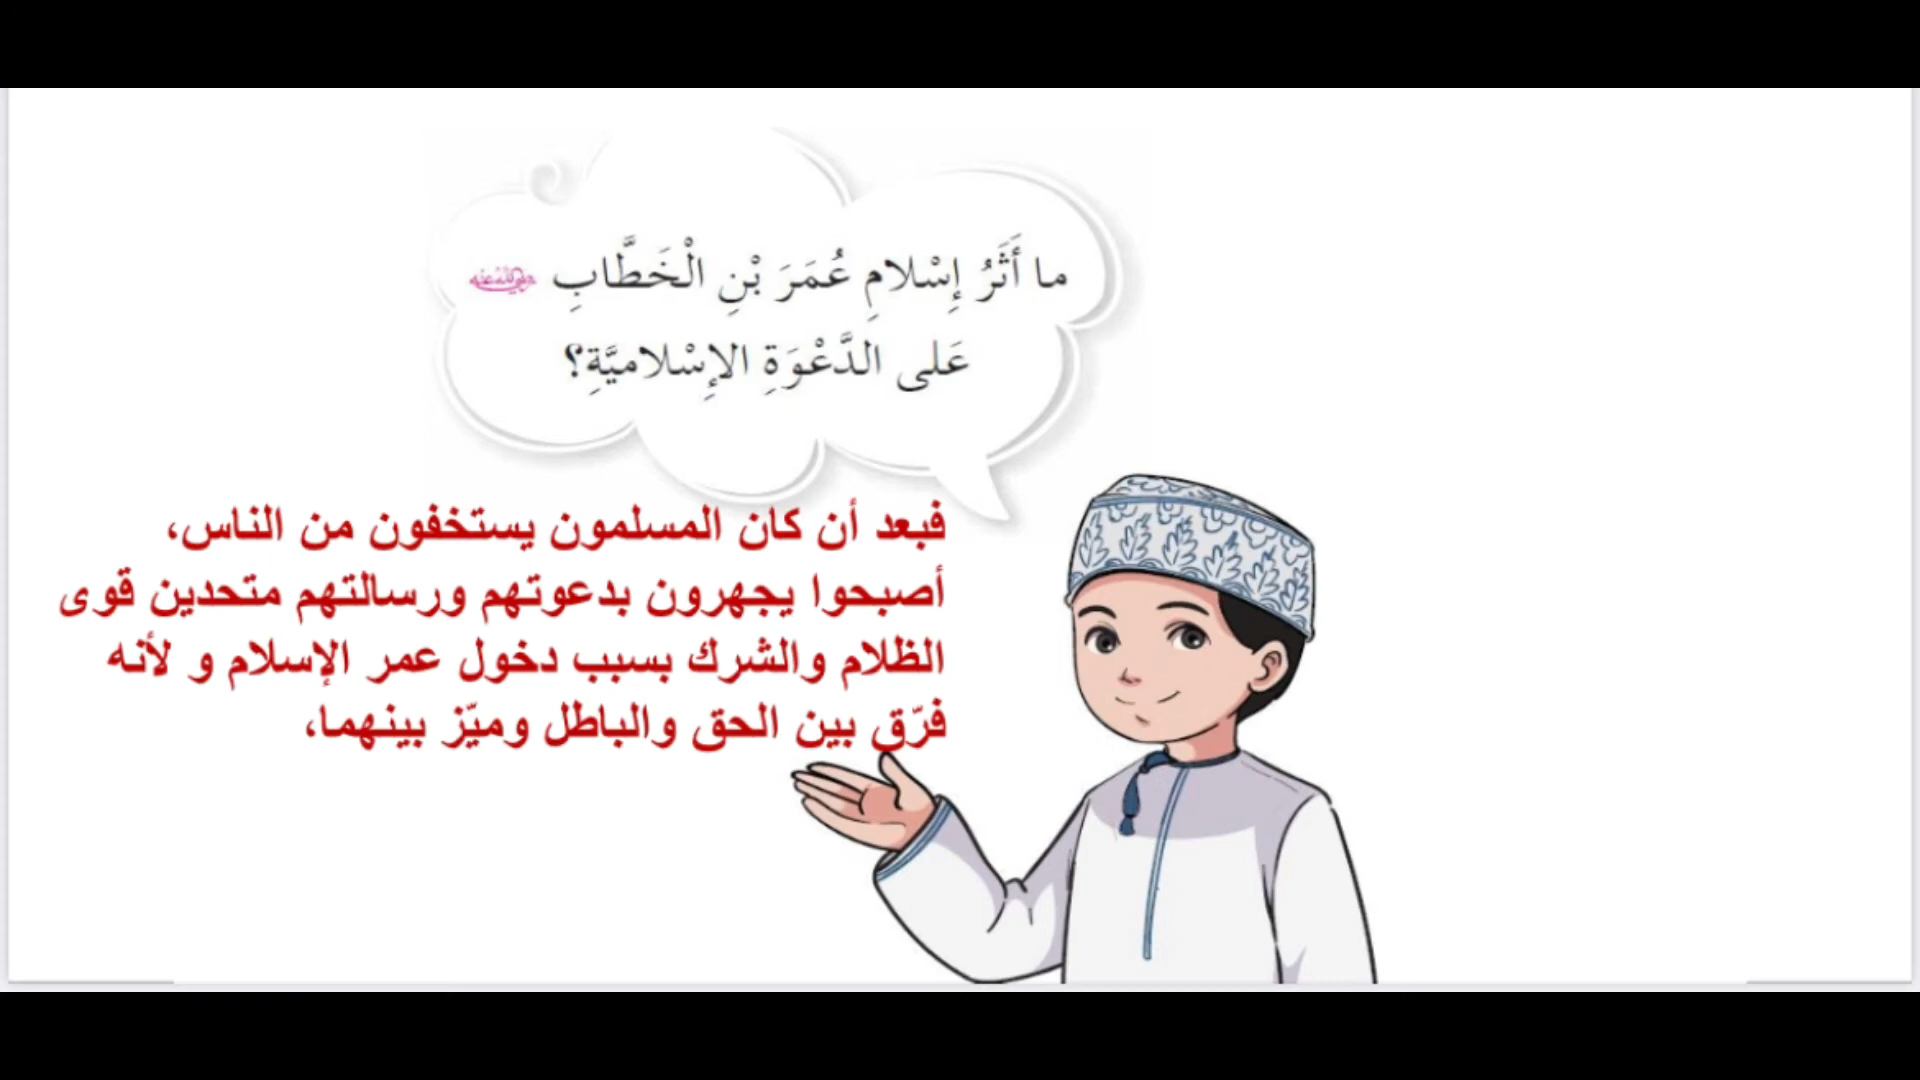 ما أَثَرُ إِسْلامِ عُمَرَ بْنِ الْخَطَّابِ رضي الله عنه
عَلى الدَّعْوَةِ الإِسْلاميَّةِ؟
فبعد أن كان المسلمون يستخفون من الناس،
أصبحوا يجهرون بدعوتهم ورسالتهم متحدين قوى
الظلام والشرك بسبب دخول عمر الإسلام و لأنه
فرّق بين الحق والباطل وميّز بينهما،